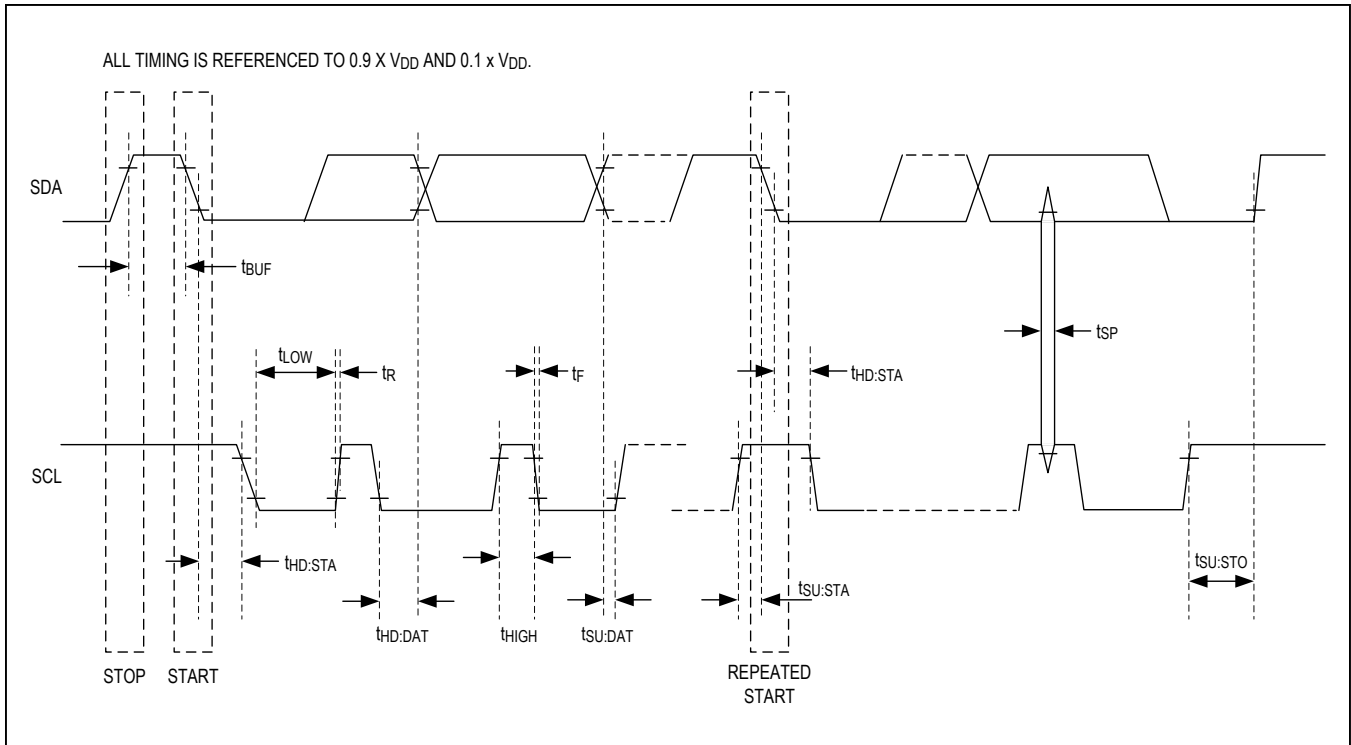 ALL TIMING IS REFERENCED TO 0.9 X VDD AND 0.1 x VDD.
SDA
tBUF
tSP
tLOW
tR
tF
tHD:STA
SCL
tHD:STA
tSU:STA
tSU:STO
tHD:DAT
tHIGH
tSU:DAT
STOP
START
REPEATED
START